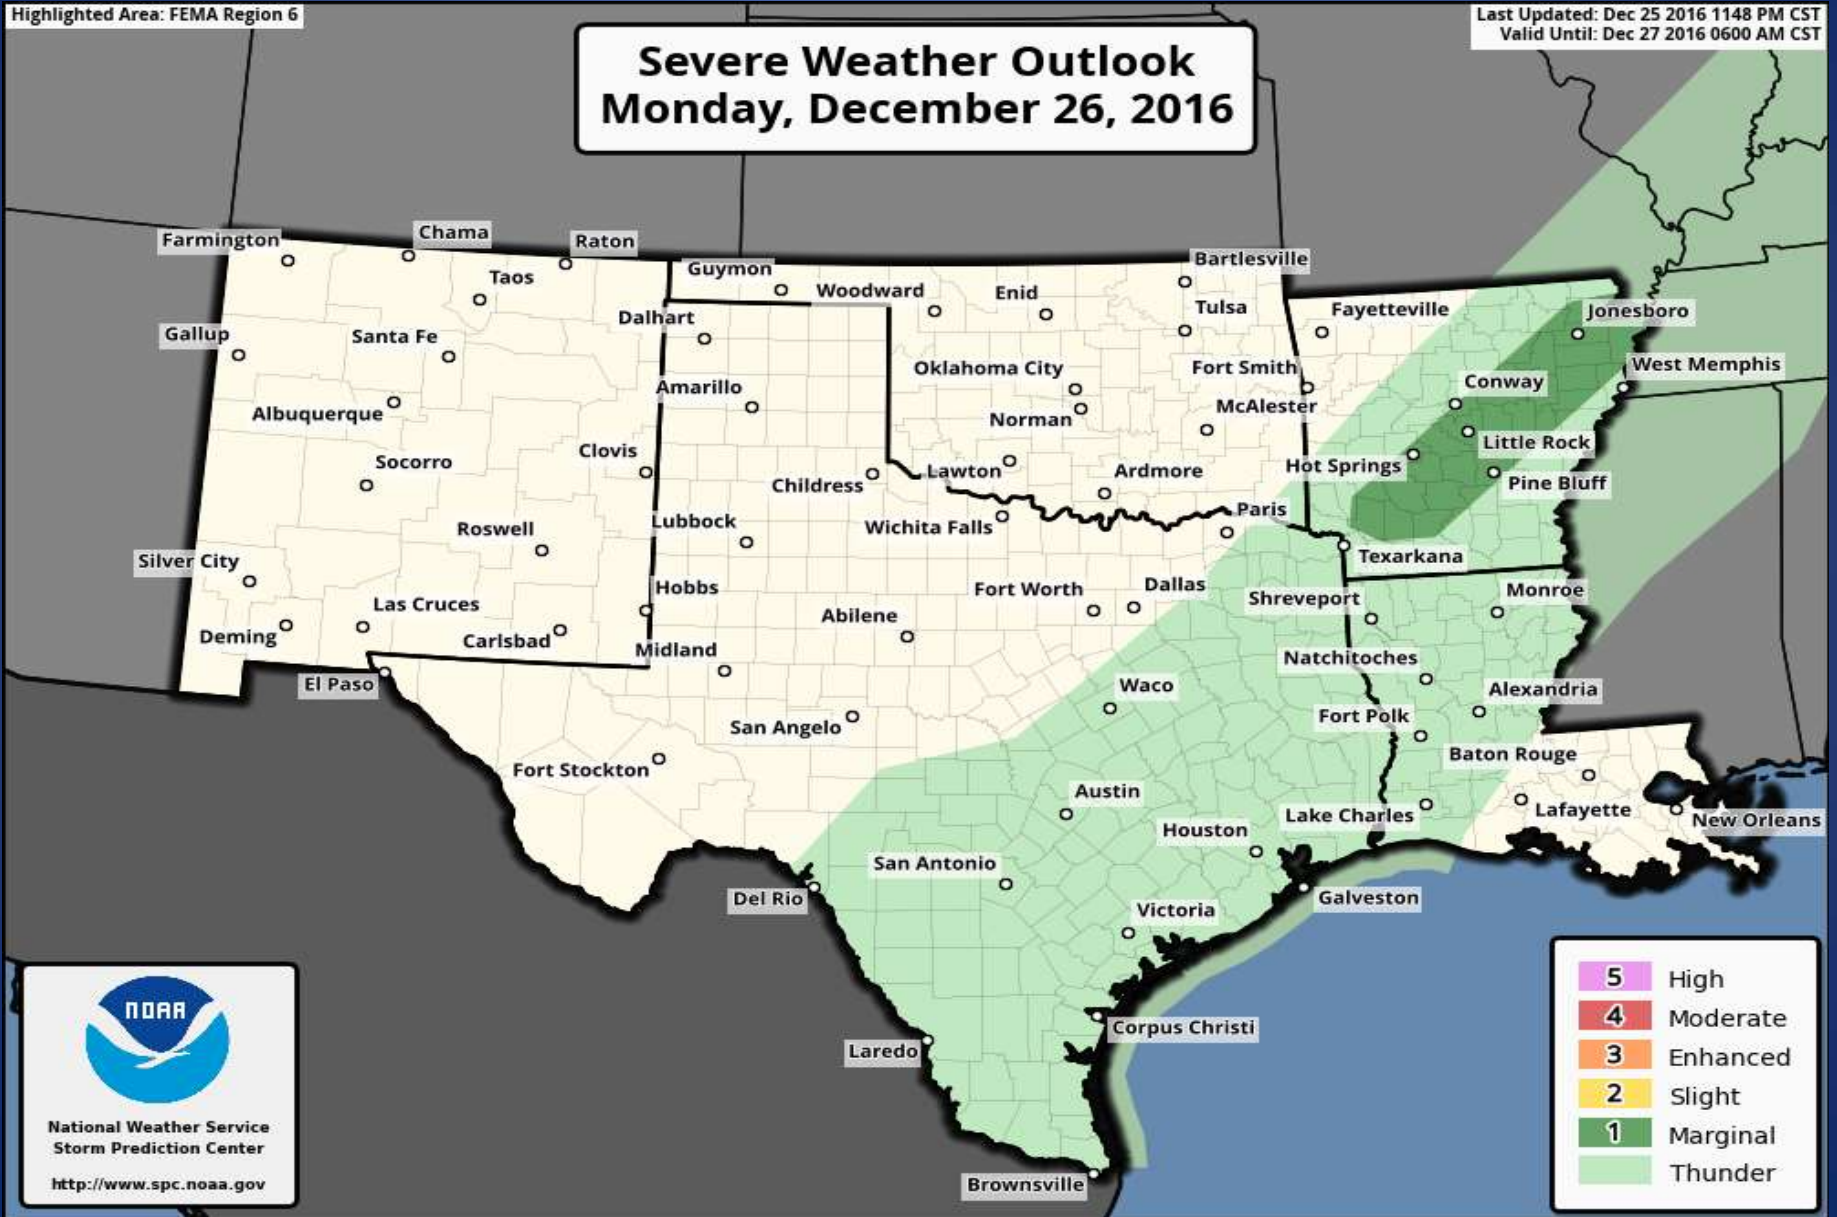 Highlighted Area: FEMA Region 6
Last Updated: Dec 25 2016 1148 PM CST
Valid Until: Dec 27 2016 0600 AM CST
Severe Weather Outlook
Monday, December 26, 2016
Farmington
Chama
Raton
Taos
Guymon
Woodward
Enid
Bartlesville
Tulsa
Fayetteville
Jonesboro
Gallup
Santa Fe
Dalhart
Oklahoma City
Fort Smith
West Memphis
Albuquerque
Amarillo
Norman
McAlester
Conway
Socorro
Clovis
Childress
Lawton
Ardmore
Hot Springs
Little Rock
Pine Bluff
Roswell
Lubbock
Wichita Falls
Paris
Texarkana
Silver City
Las Cruces
Hobbs
Fort Worth
Dallas
Shreveport
Monroe
Deming
Carlsbad
Midland
Abilene
Natchitoches
El Paso
San Angelo
Waco
Fort Polk
Alexandria
Fort Stockton
Austin
Baton Rouge
Houston
Lake Charles
Lafayette
New Orleans
San Antonio
Del Rio
Victoria
Galveston
Laredo
Corpus Christi
Brownsville
NOAA
National Weather Service
Storm Prediction Center
http://www.spc.noaa.gov
5 High
4 Moderate
3 Enhanced
2 Slight
1 Marginal
Thunder